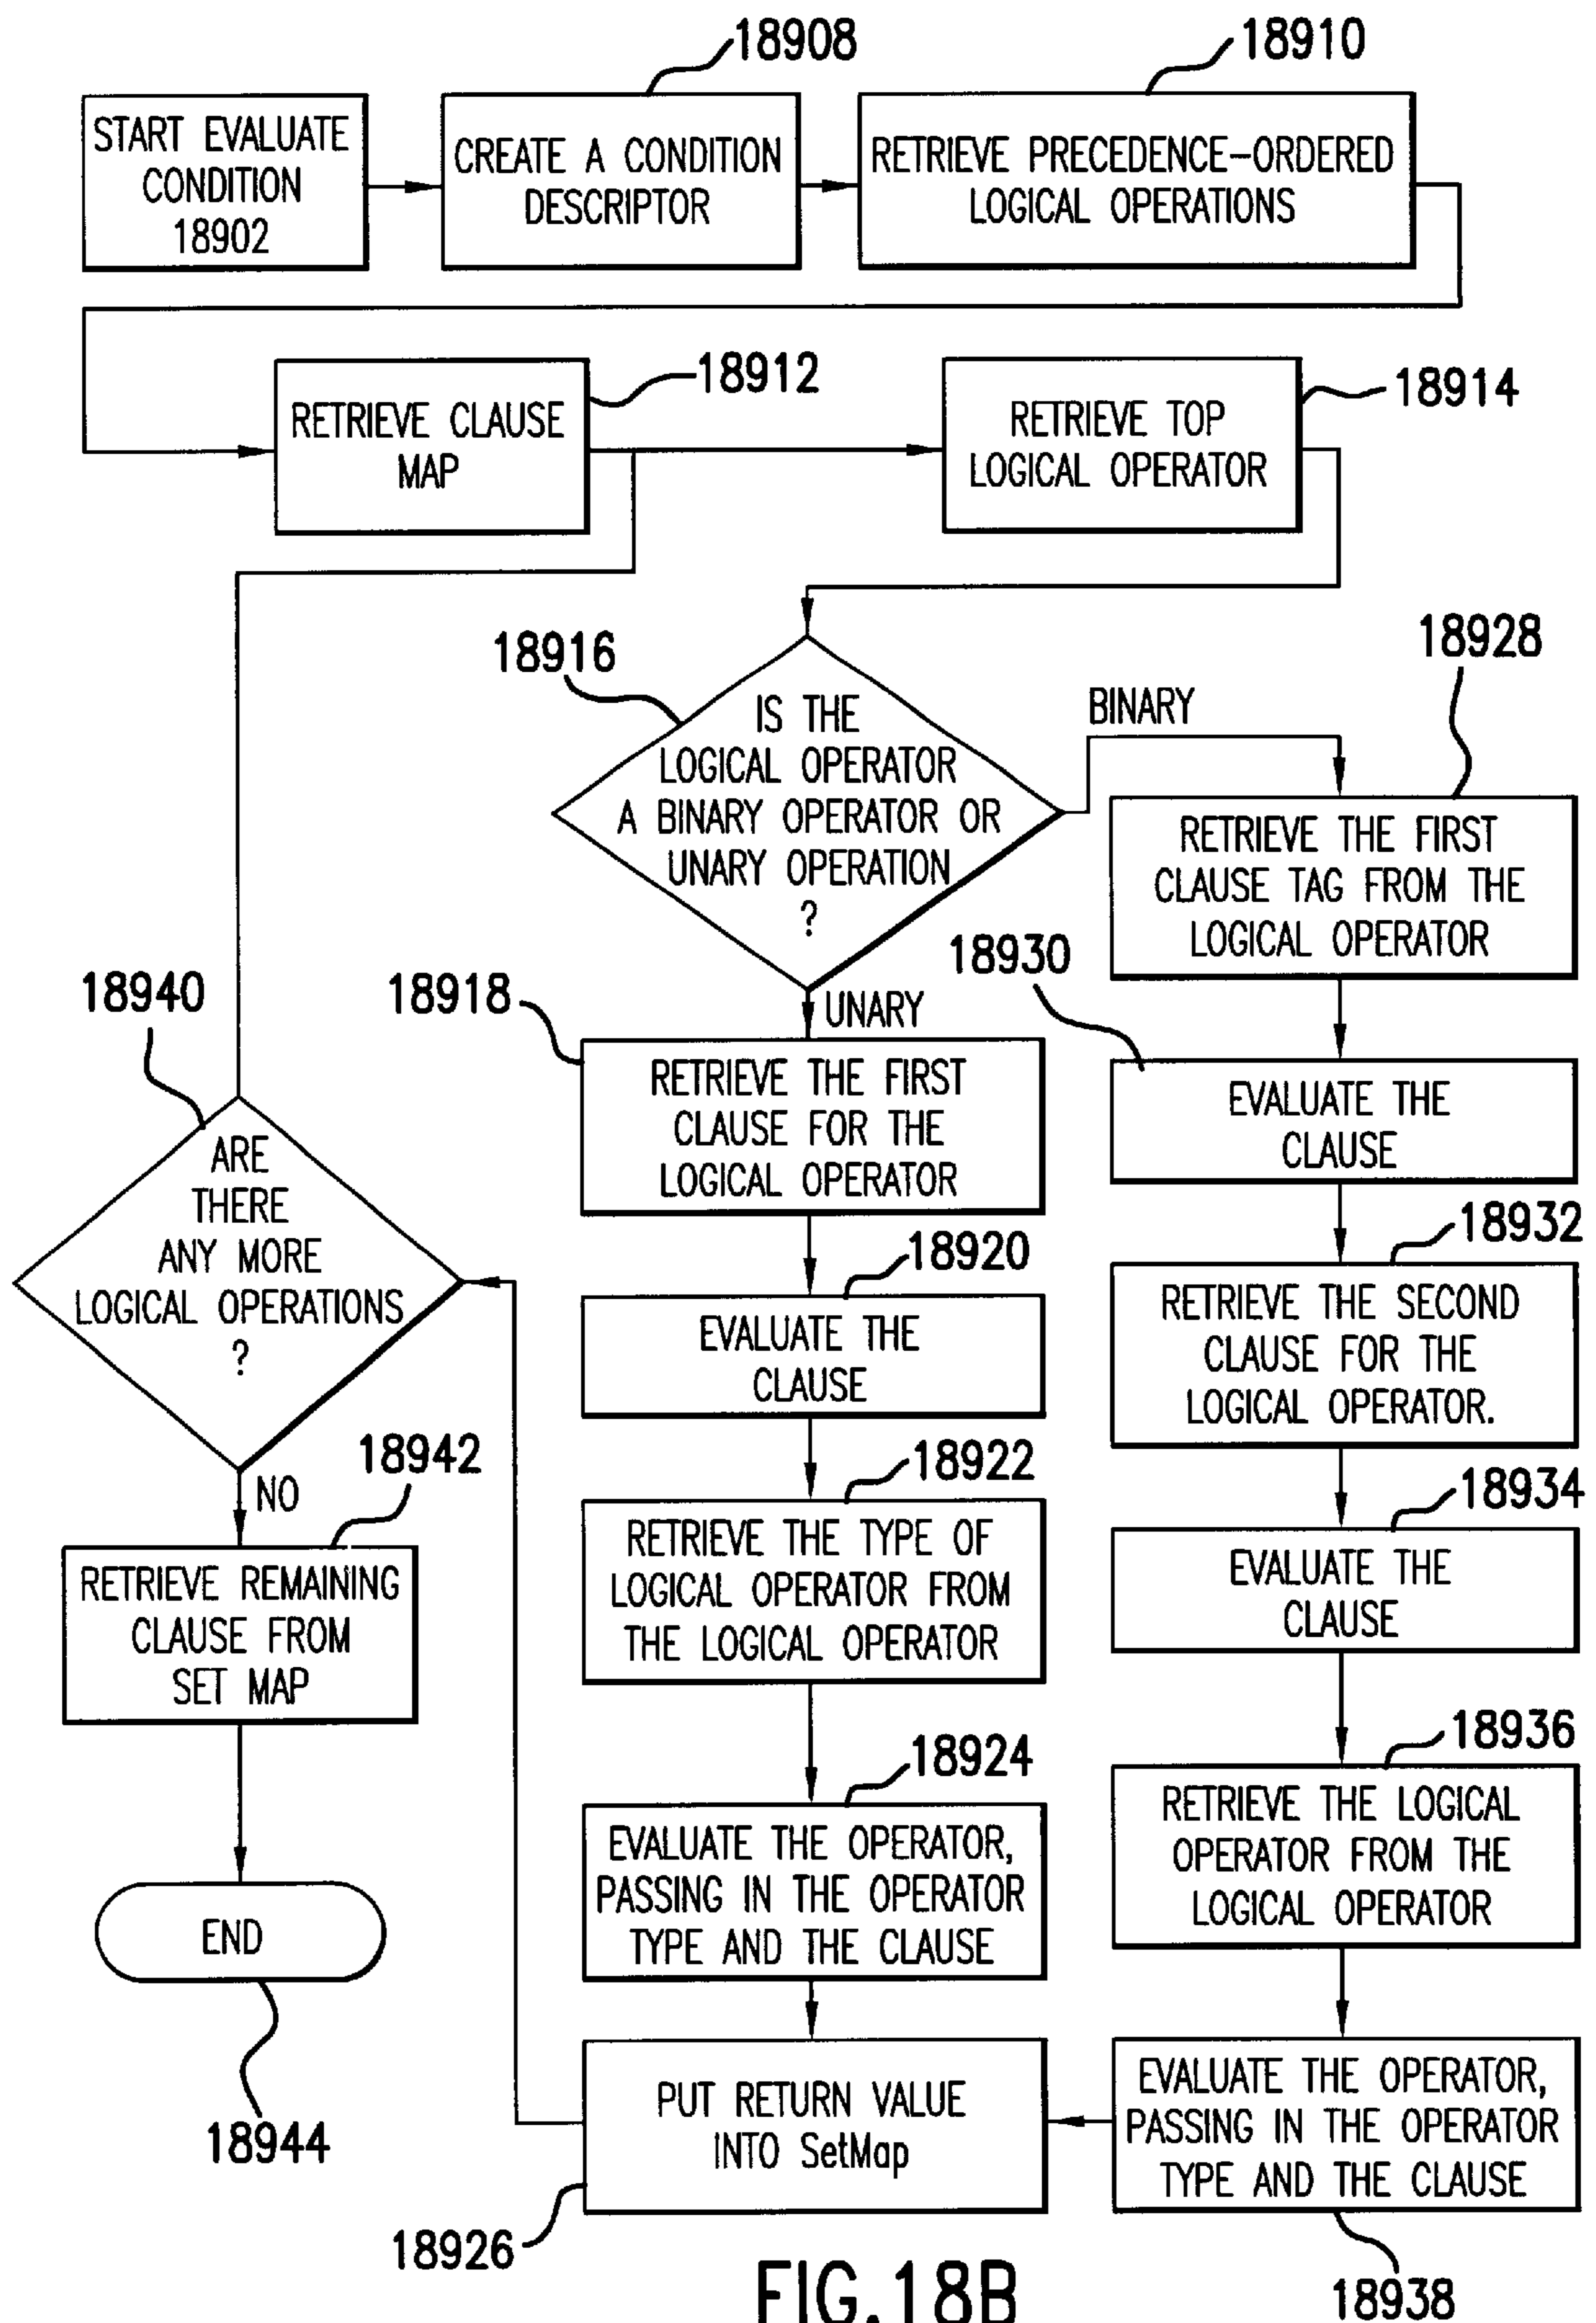 18908
18910
START EVALUATE
CONDITION
18902
CREATE A CONDITION
DESCRIPTOR
RETRIEVE PRECEDENCE-ORDERED
LOGICAL OPERATIONS
18912
18914
RETRIEVE CLAUSE
MAP
RETRIEVE TOP
LOGICAL OPERATOR
18916
18928
IS THE
LOGICAL OPERATOR
A BINARY OPERATOR OR
UNARY OPERATION
?
BINARY
RETRIEVE THE FIRST
CLAUSE TAG FROM THE
LOGICAL OPERATOR
18930
18940
18918
UNARY
RETRIEVE THE FIRST
CLAUSE FOR THE
LOGICAL OPERATOR
EVALUATE THE
CLAUSE
ARE
THERE
ANY MORE
LOGICAL OPERATIONS
?
18920
18932
EVALUATE THE
CLAUSE
RETRIEVE THE SECOND
CLAUSE FOR THE
LOGICAL OPERATOR.
18942
NO
18922
18934
RETRIEVE REMAINING
CLAUSE FROM
SET MAP
RETRIEVE THE TYPE OF
LOGICAL OPERATOR FROM
THE LOGICAL OPERATOR
EVALUATE THE
CLAUSE
18924
18936
EVALUATE THE OPERATOR,
PASSING IN THE OPERATOR
TYPE AND THE CLAUSE
RETRIEVE THE LOGICAL
OPERATOR FROM THE
LOGICAL OPERATOR
END
18944
PUT RETURN VALUE
INTO SetMap
EVALUATE THE OPERATOR,
PASSING IN THE OPERATOR
TYPE AND THE CLAUSE
18926
18938
FIG.18B